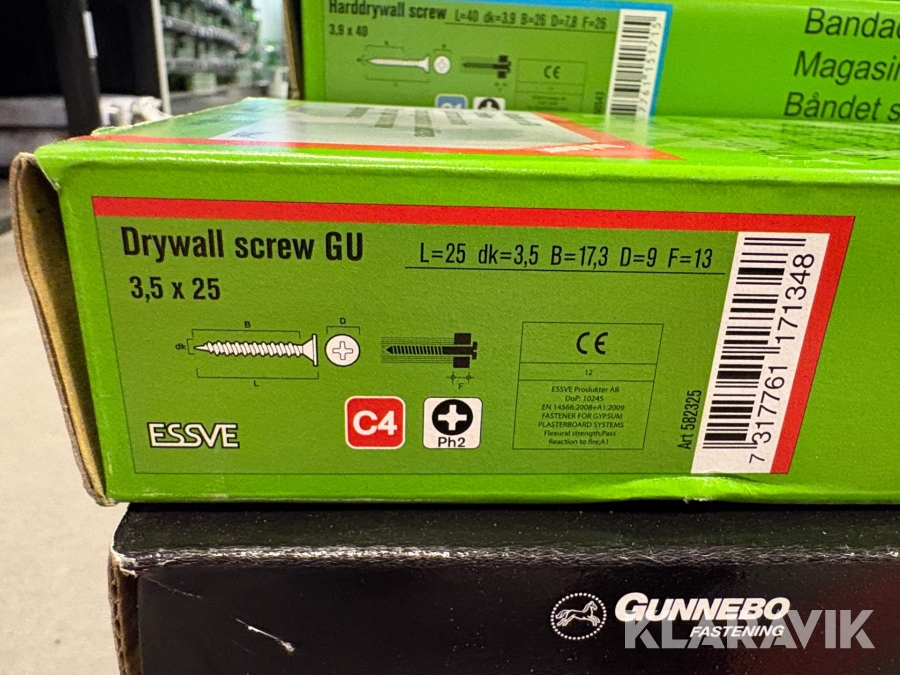 Harddrywall screw L=40 dk=3,9 B=26 D=7,8 F=26
3,9 x 40
CE
Banda
Magasi
Båndet s
Drywall screw GU L=25 dk=3,5 B=17,3 D=9 F=13
3,5 x 25
B
D
dk
L
F
CE
12
ESSVE Produkter AB
DoP: 10245
EN 14566:2008+A1:2009
FASTENER FOR GYPSUM
PLASTERBOARD SYSTEMS
Flexural strength;Pass
Reaction to fire;A1
ESSVE
C4
Ph2
Art 582325
7 317761 171348
GUNNEBO
FASTENING
KLARAVIK